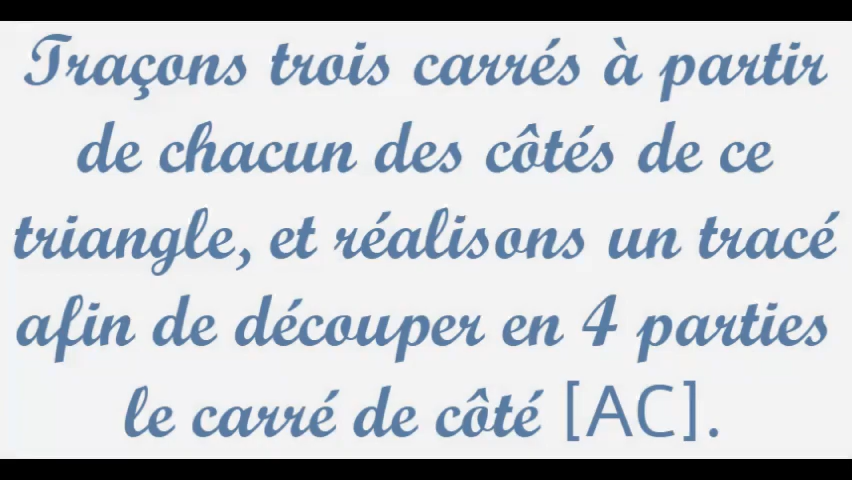 Traçons trois carrés à partir
de chacun des côtés de ce
triangle, et réalisons un tracé
afin de découper en 4 parties
le carré de côté [AC].